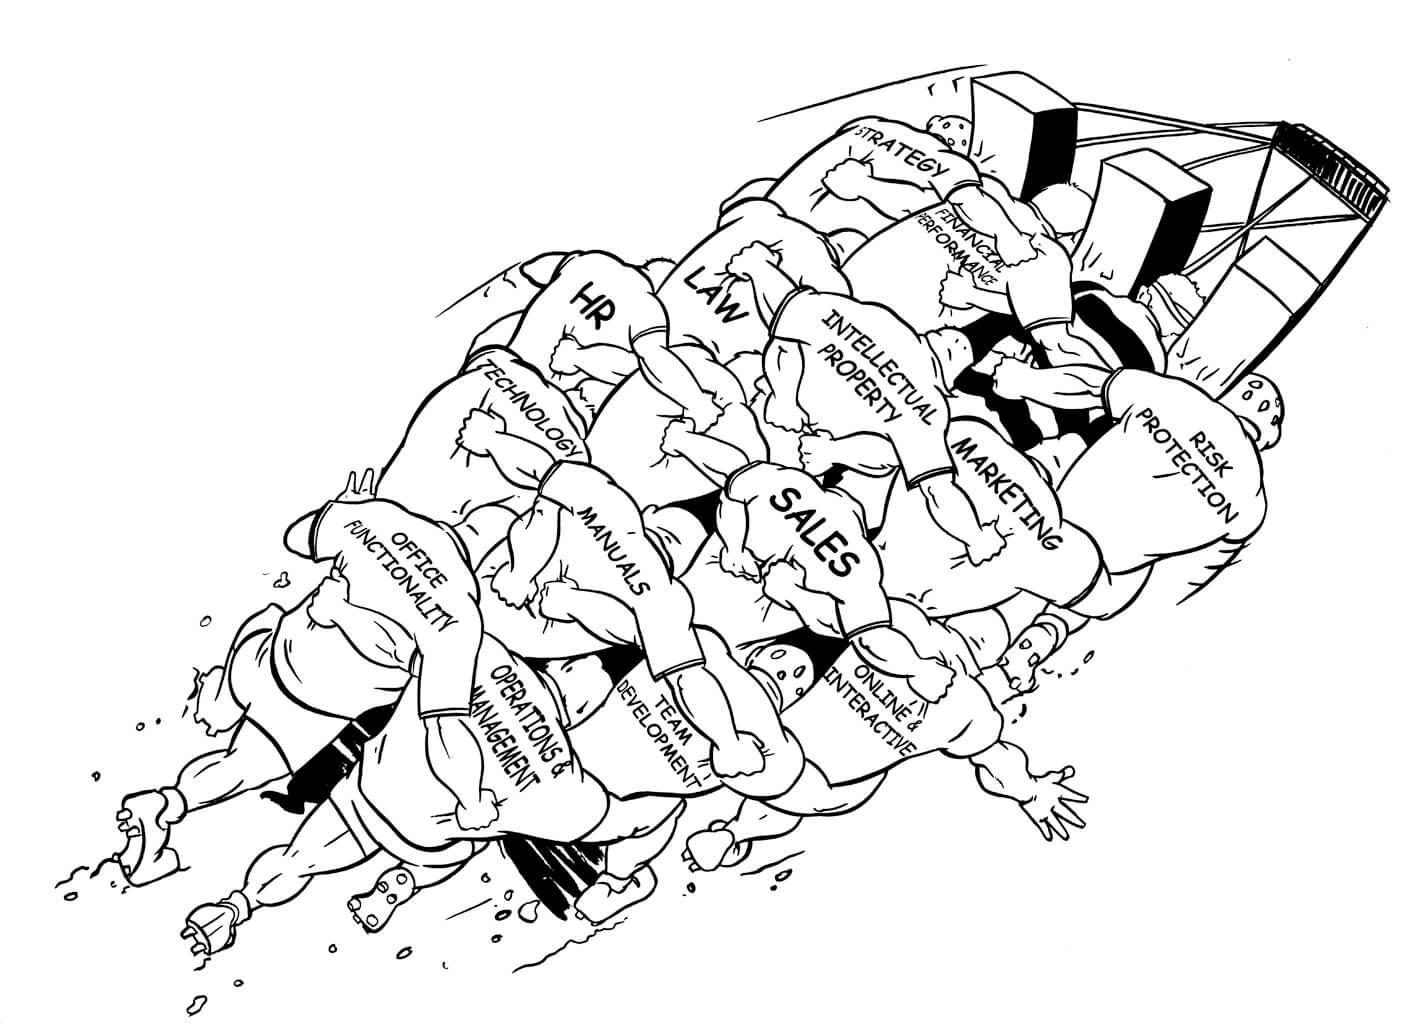 STRATEGY
FINANCIAL
PERFORMANCE
HR
LAW
INTELLECTUAL
PROPERTY
RISK
PROTECTION
TECHNOLOGY
MARKETING
SALES
MANUALS
OFFICE
FUNCTIONALITY
OPERATIONS &
MANAGEMENT
TEAM
DEVELOPMENT
ONLINE &
INTERACTIVE